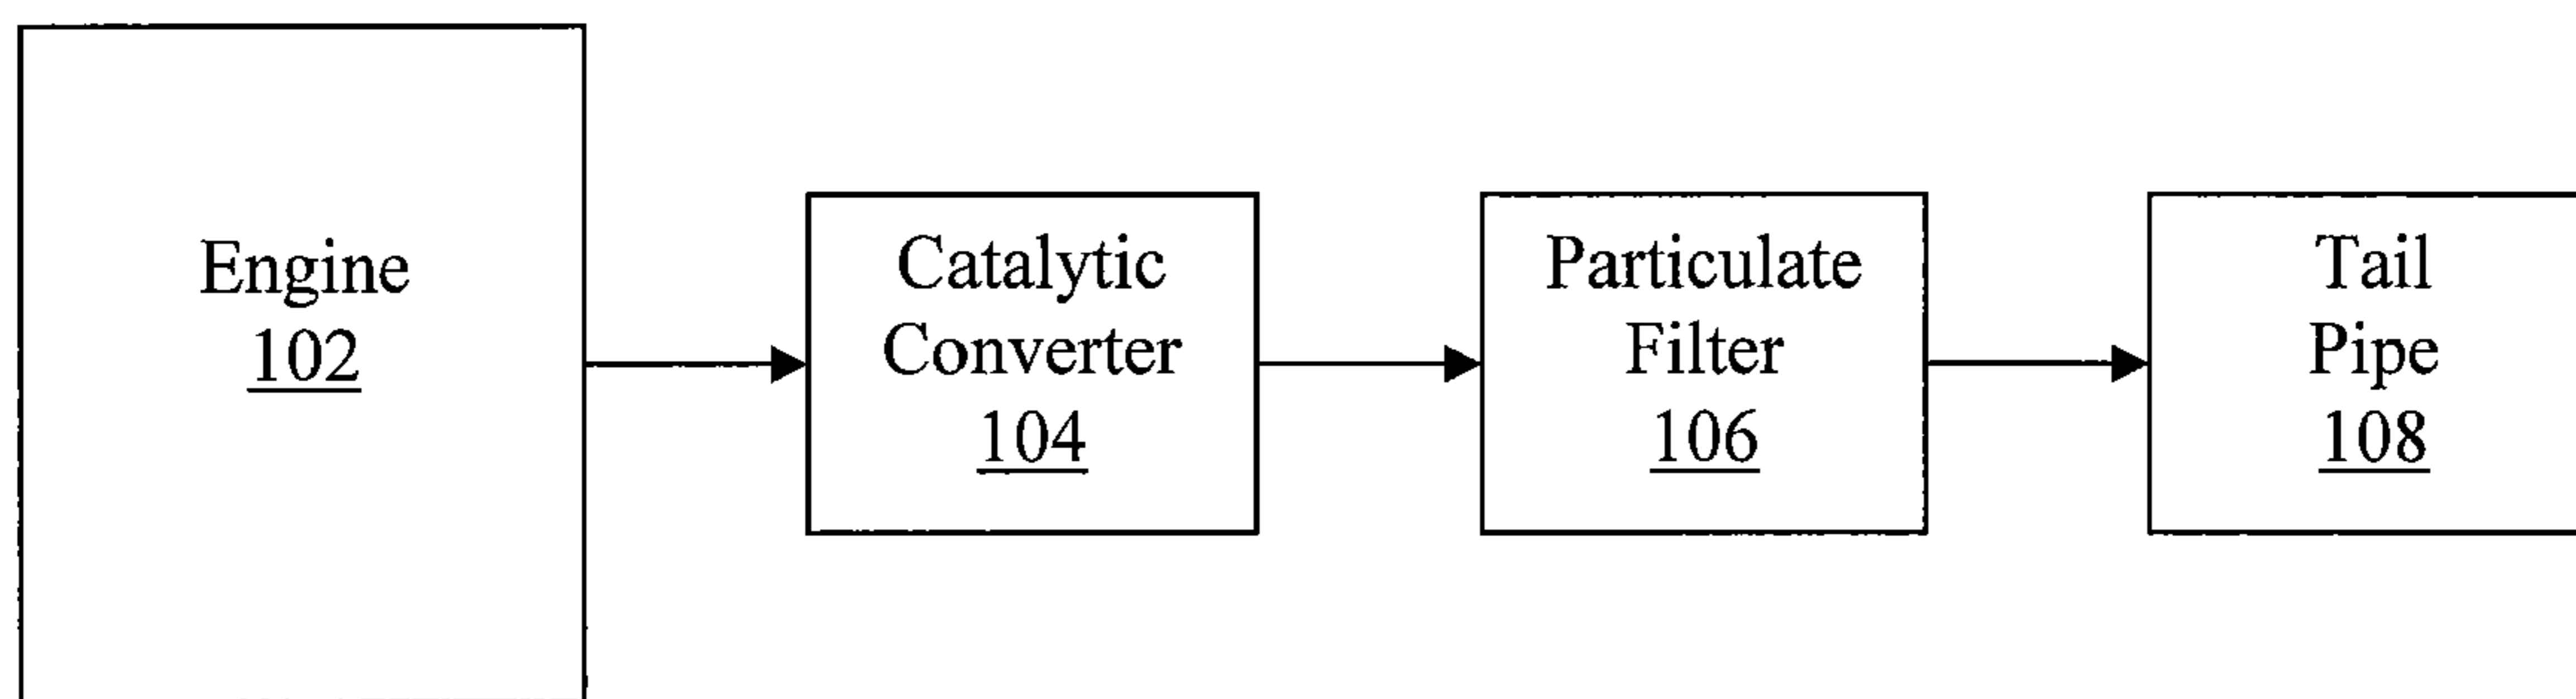 Engine
102
Catalytic
Converter
104
Particulate
Filter
106
Tail
Pipe
108